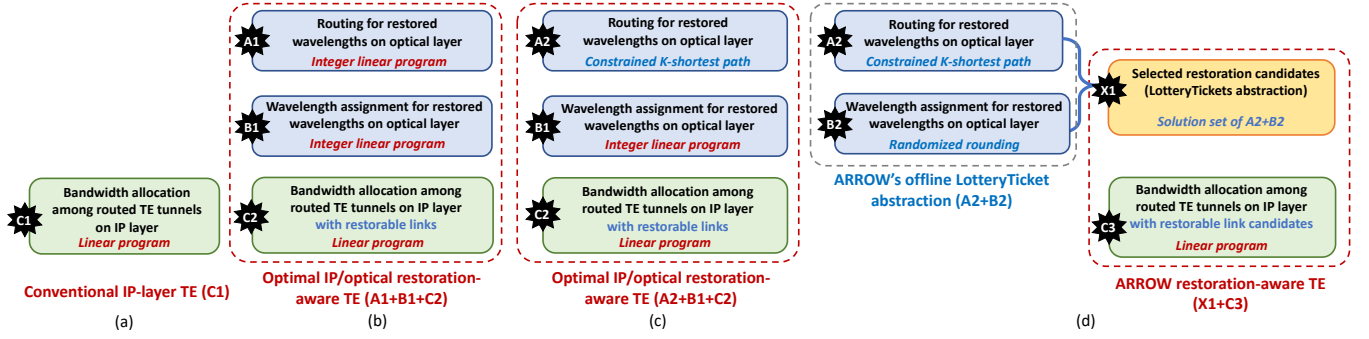 C1
Bandwidth allocation
among routed TE tunnels
on IP layer
Linear program
Conventional IP-layer TE (C1)
(a)
A1
Routing for restored
wavelengths on optical layer
Integer linear program
B1
Wavelength assignment for restored
wavelengths on optical layer
Integer linear program
C2
Bandwidth allocation among
routed TE tunnels on IP layer
with restorable links
Linear program
Optimal IP/optical restoration-
aware TE (A1+B1+C2)
(b)
A2
Routing for restored
wavelengths on optical layer
Constrained K-shortest path
B1
Wavelength assignment for restored
wavelengths on optical layer
Integer linear program
C2
Bandwidth allocation among
routed TE tunnels on IP layer
with restorable links
Linear program
Optimal IP/optical restoration-
aware TE (A2+B1+C2)
(c)
A2
Routing for restored
wavelengths on optical layer
Constrained K-shortest path
B2
Wavelength assignment for restored
wavelengths on optical layer
Randomized rounding
ARROW's offline LotteryTicket
abstraction (A2+B2)
X1
Selected restoration candidates
(LotteryTickets abstraction)
Solution set of A2+B2
C3
Bandwidth allocation among
routed TE tunnels on IP layer
with restorable link candidates
Linear program
ARROW restoration-aware TE
(X1+C3)
(d)